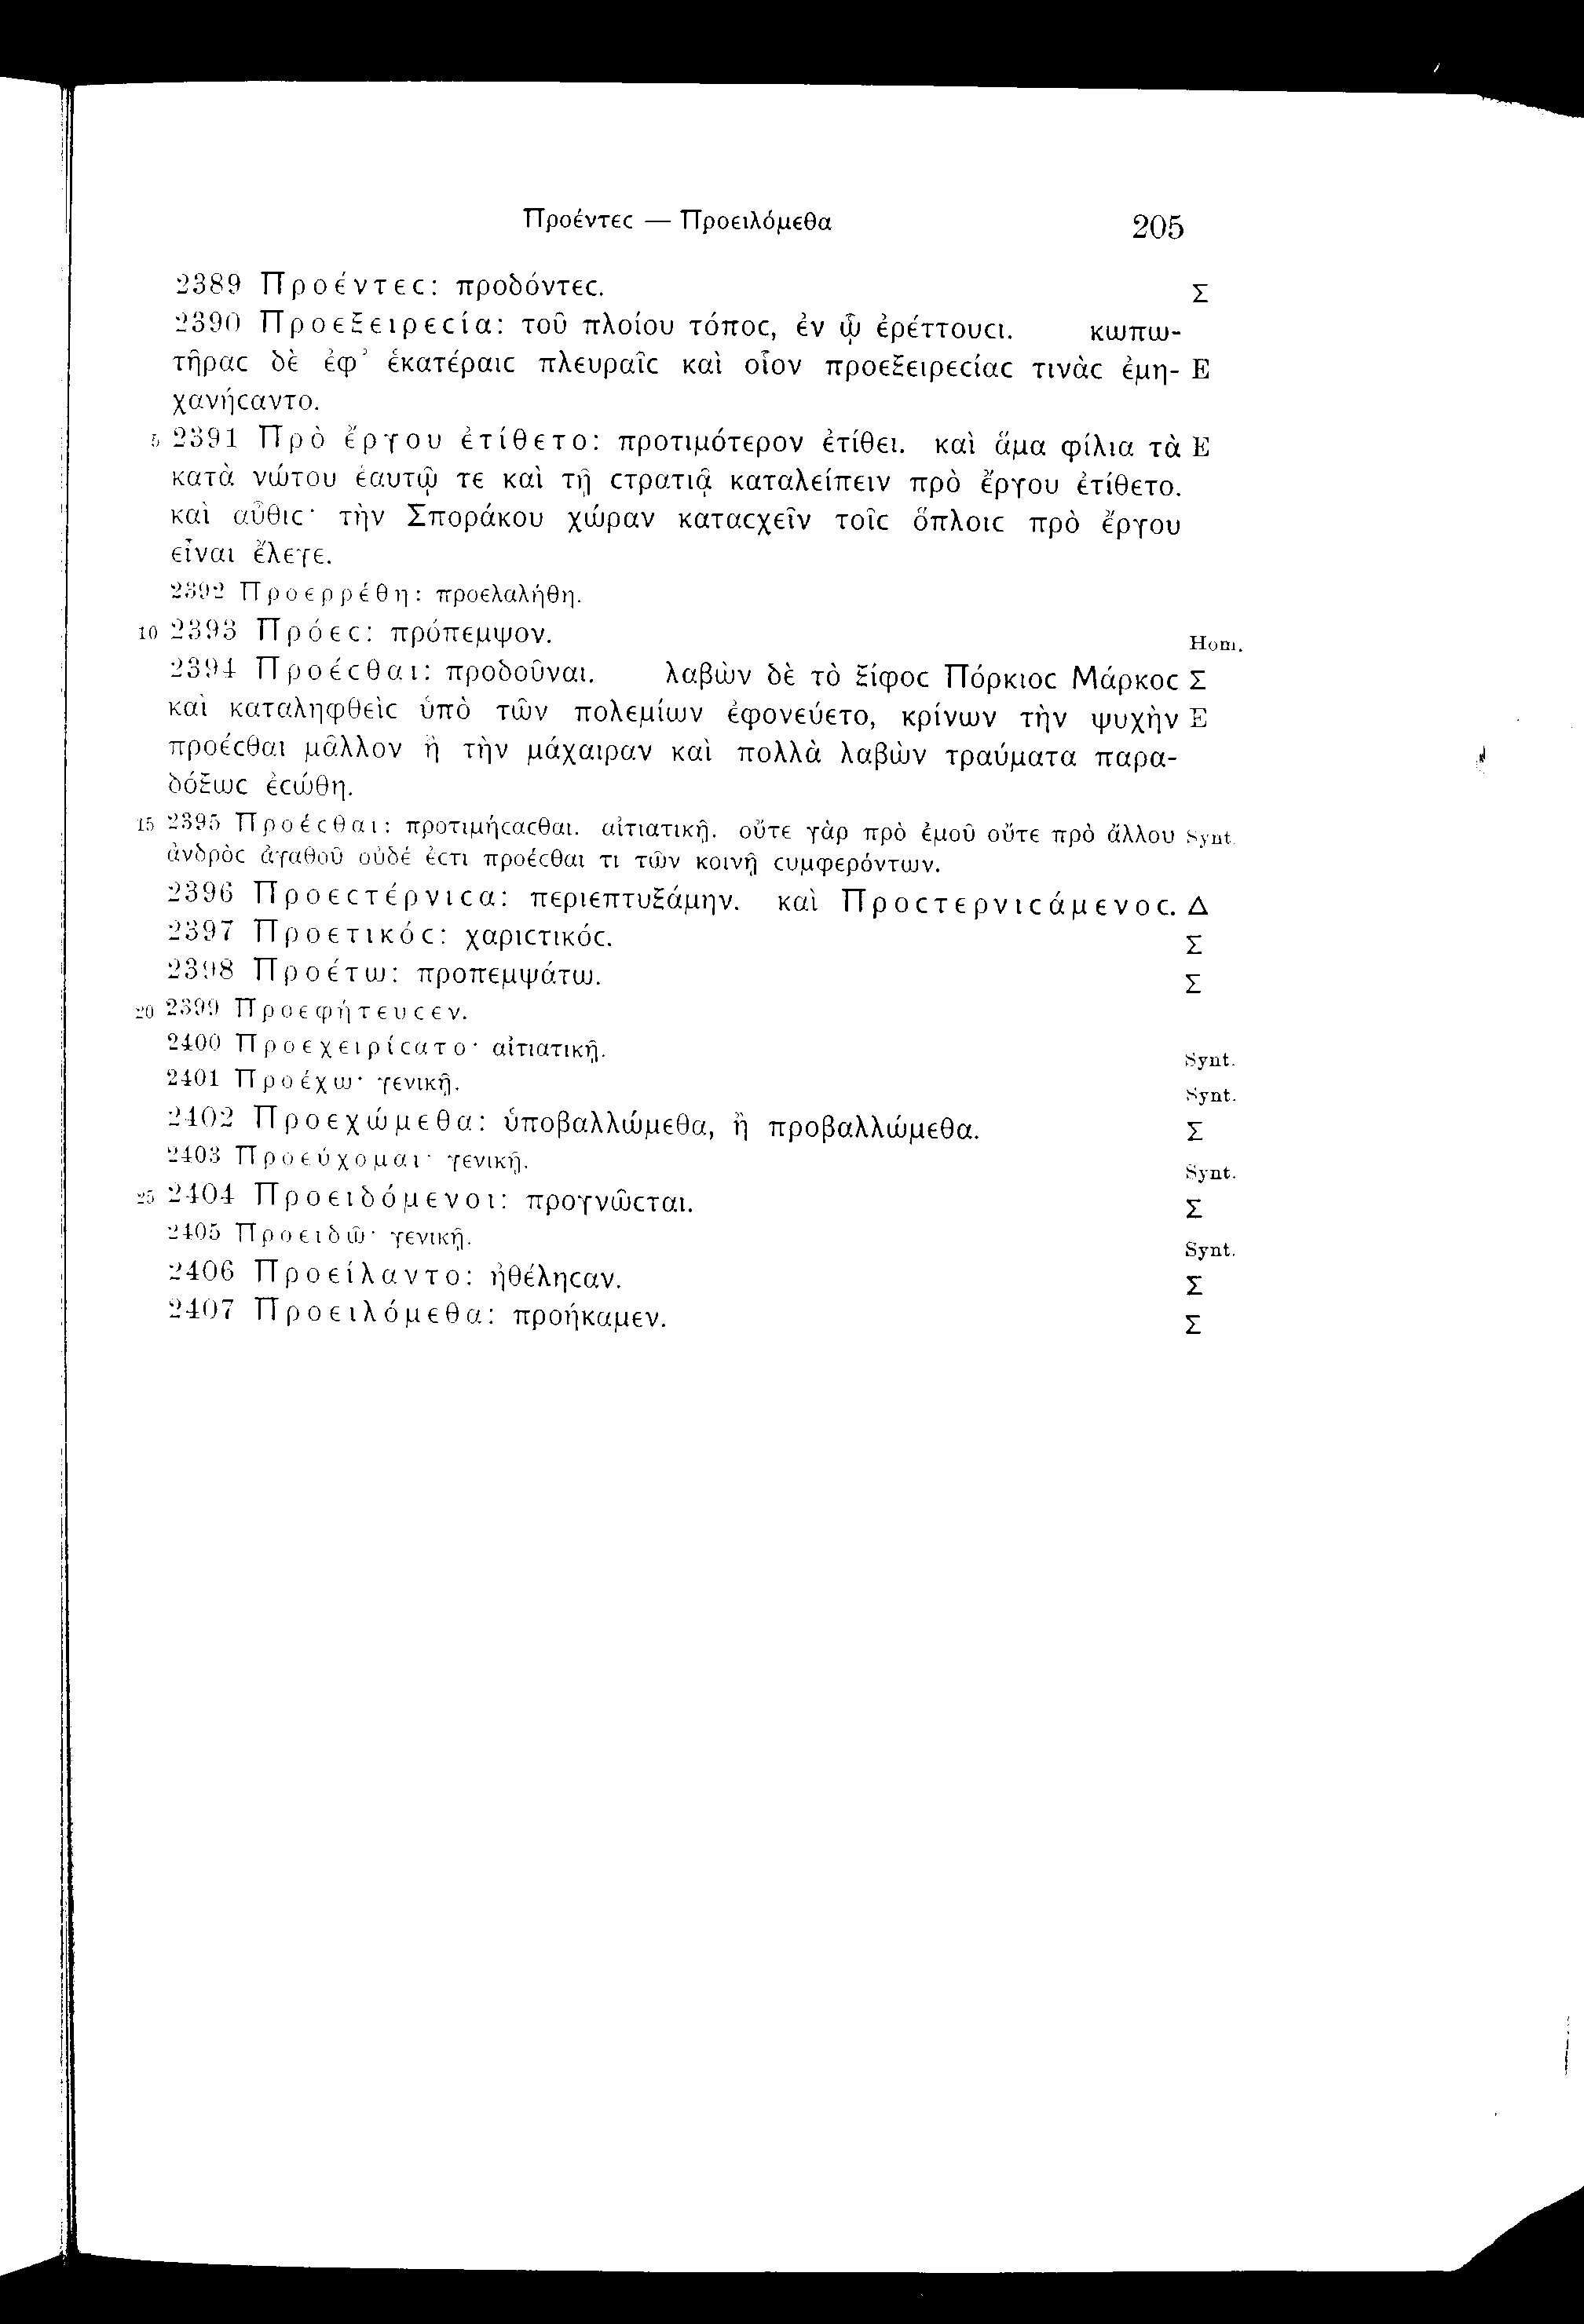 Προέντεϲ — Προειλόμεθα 205
2389 Προέντεϲ: προδόντεϲ. Σ
2390 Προεξειρεϲία: τοῦ πλοίου τόποϲ, ἐν ᾧ ἐρέττουϲι. κωπω-
τῆραϲ δὲ ἐφ’ ἑκατέραιϲ πλευραῖϲ καὶ οἷον προεξειρεϲίαϲ τινὰϲ ἐμη- Ε
χανήϲαντο.
5 2391 Πρὸ ἔργου ἐτίθετο: προτιμότερον ἐτίθει. καὶ ἅμα φίλια τὰ Ε
κατὰ νώτου ἑαυτῷ τε καὶ τῇ ϲτρατιᾷ καταλείπειν πρὸ ἔργου ἐτίθετο.
καὶ αὖθιϲ· τὴν Σποράκου χώραν καταϲχεῖν τοῖϲ ὅπλοιϲ πρὸ ἔργου
εἶναι ἔλεγε.
2392 Προερρέθη: προελαλήθη.
10 2393 Πρόεϲ: πρόπεμψον. Hom.
2394 Προέϲθαι: προδοῦναι. λαβὼν δὲ τὸ ξίφοϲ Πόρκιοϲ Μάρκοϲ Σ
καὶ καταληφθεὶϲ ὑπὸ τῶν πολεμίων ἐφονεύετο, κρίνων τὴν ψυχὴν Ε
προέϲθαι μᾶλλον ἢ τὴν μάχαιραν καὶ πολλὰ λαβὼν τραύματα παρα-
δόξωϲ ἐϲώθη.
15 2395 Προέϲθαι: προτιμήϲαϲθαι. αἰτιατικῇ. οὔτε γὰρ πρὸ ἐμοῦ οὔτε πρὸ ἄλλου Synt.
ἀνδρὸϲ ἀγαθοῦ οὐδέ ἐϲτι προέϲθαι τι τῶν κοινῇ ϲυμφερόντων.
2396 Προεϲτέρνιϲα: περιεπτυξάμην. καὶ Προϲτερνιϲάμενοϲ. Δ
2397 Προετικόϲ: χαριϲτικόϲ. Σ
2398 Προέτω: προπεμψάτω. Σ
20 2399 Προεφήτευϲεν.
2400 Προεχειρίϲατο· αἰτιατικῇ. Synt.
2401 Προέχω· γενικῇ. Synt.
2402 Προεχώμεθα: ὑποβαλλώμεθα, ἢ προβαλλώμεθα. Σ
2403 Προεύχομαι· γενικῇ. Synt.
25 2404 Προειδόμενοι: προγνῶϲται. Σ
2405 Προειδῶ· γενικῇ. Synt.
2406 Προείλαντο: ἠθέληϲαν. Σ
2407 Προειλόμεθα: προήκαμεν. Σ